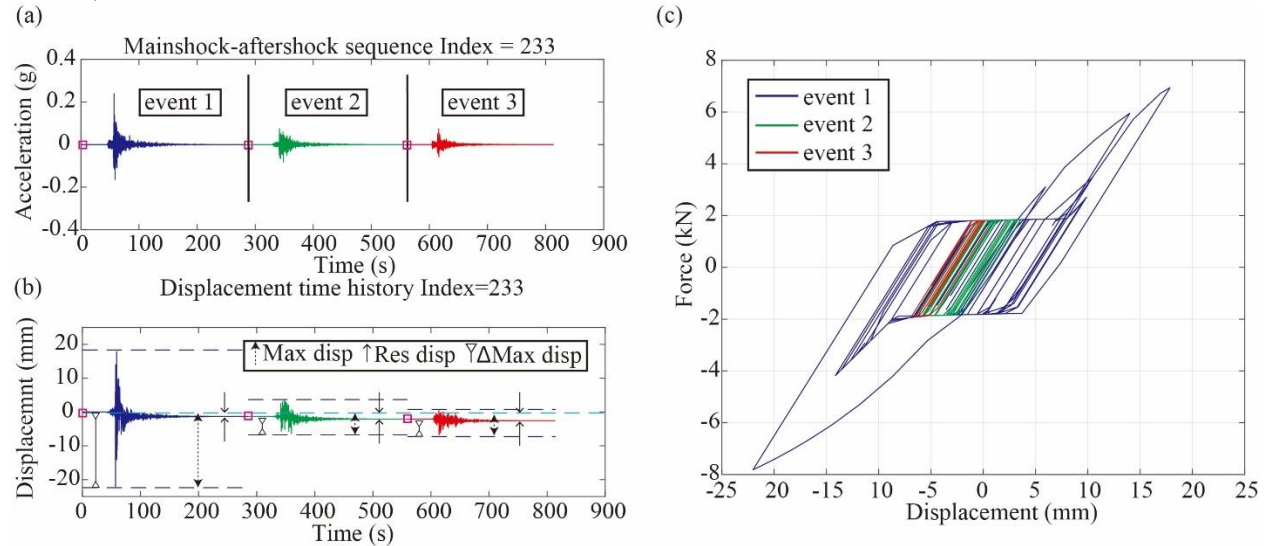 (a)
Mainshock-aftershock sequence Index = 233
Acceleration (g)
0.4
0.2
0
-0.2
-0.4
event 1
event 2
event 3
0 100 200 300 400 500 600 700 800 900
Time (s)
(b)
Displacement time history Index=233
Displacemnt (mm)
20
10
0
-10
-20
Max disp Res disp ΔMax disp
0 100 200 300 400 500 600 700 800 900
Time (s)
(c)
Force (kN)
8
6
4
2
0
-2
-4
-6
-8
event 1
event 2
event 3
-25 -20 -15 -10 -5 0 5 10 15 20 25
Displacement (mm)